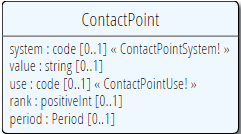 ContactPoint
system : code [0..1] « ContactPointSystem! »
value : string [0..1]
use : code [0..1] « ContactPointUse! »
rank : positiveInt [0..1]
period : Period [0..1]